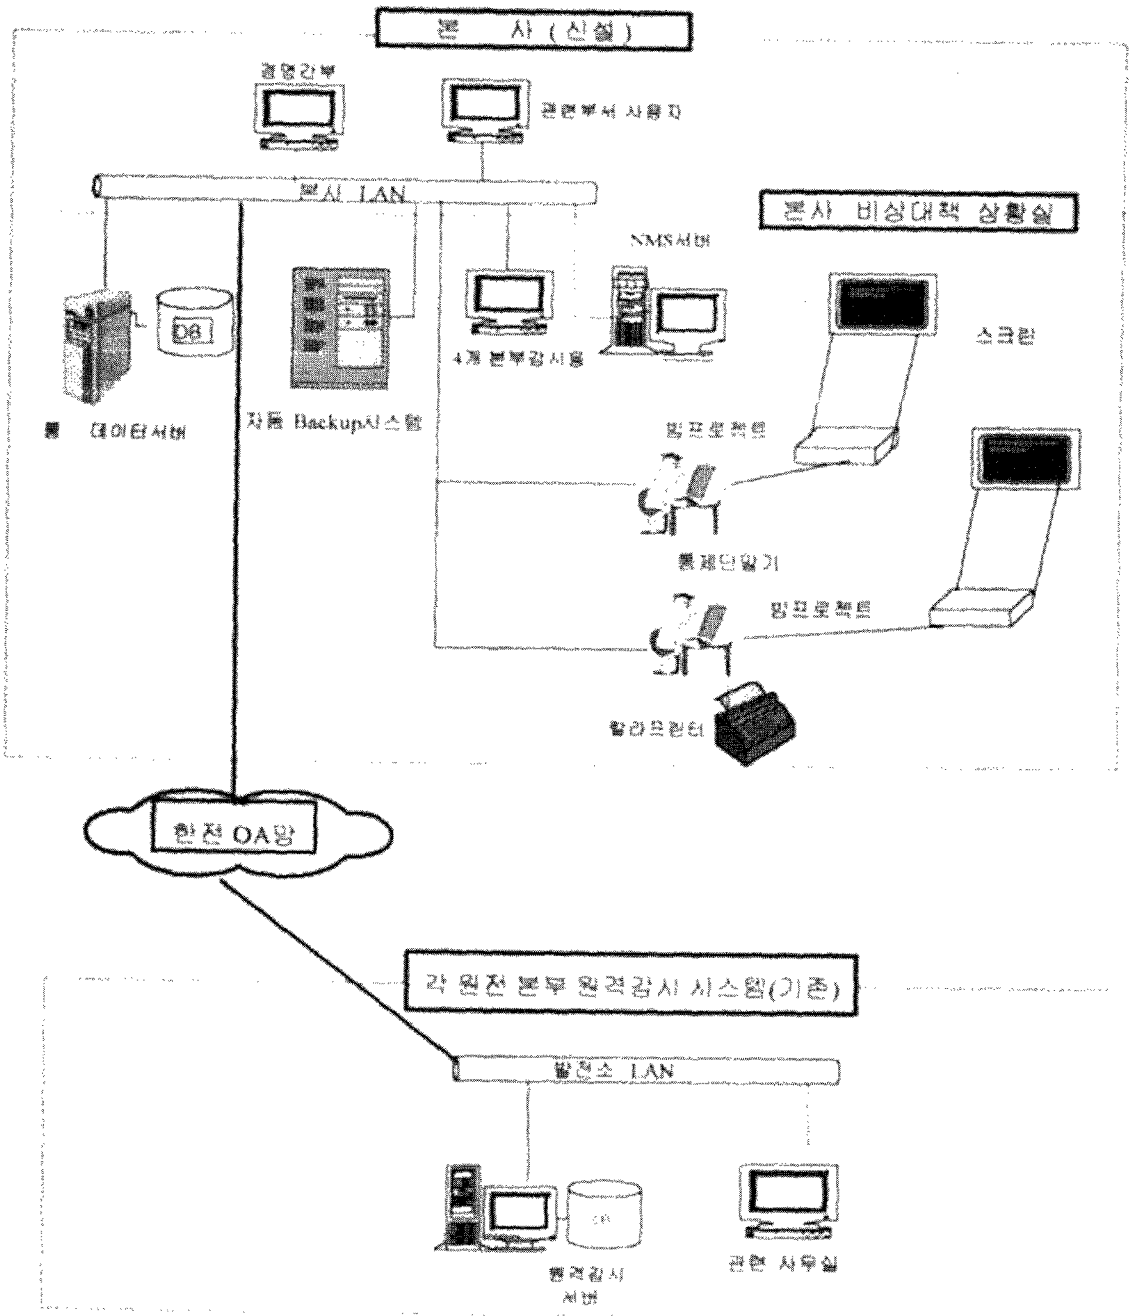 본 사 (신설)
경영간부
관련부서 사용자
본사 LAN
본사 비상대책 상황실
NMS서버
DB
스크린
4개 본부감시용
데이타서버
자동 Backup시스템
빔프로젝트
통제단말기
빔프로젝트
칼라프린터
한전 OA망
각 원전 본부 원격감시 시스템(기존)
발전소 LAN
관련 사무실
원격감시
서버